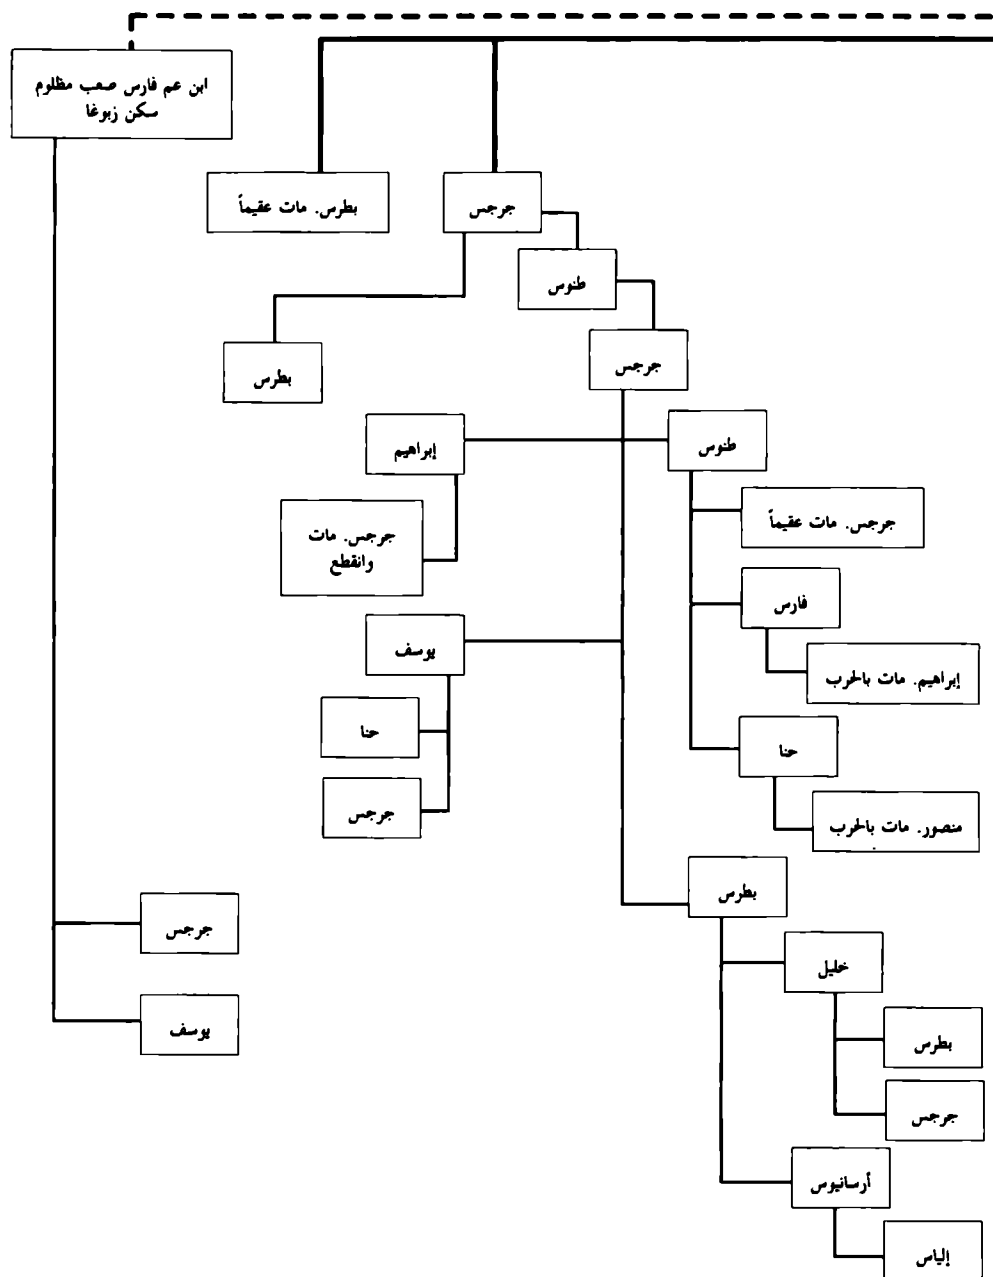 ابن عم فارس صعب مظلوم
سكن زبوغا
جرجس
بطرس. مات عقيماً
طنوس
بطرس
جرجس
طنوس
إبراهيم
جرجس. مات عقيماً
جرجس. مات
وانقطع
فارس
يوسف
إبراهيم. مات بالحرب
حنا
حنا
جرجس
منصور. مات بالحرب
بطرس
جرجس
خليل
يوسف
بطرس
جرجس
أرسانيوس
إلياس